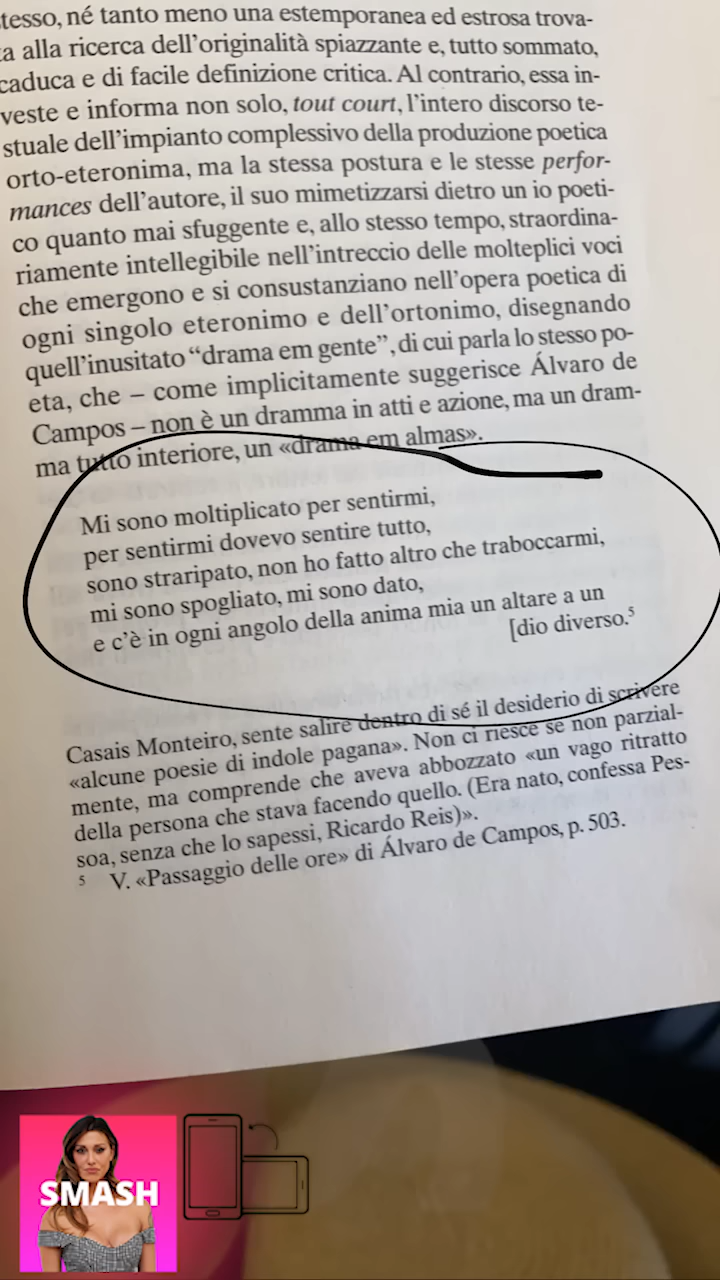 tesso, né tanto meno una estemporanea ed estrosa trova-
a alla ricerca dell'originalità spiazzante e, tutto sommato,
caduca e di facile definizione critica. Al contrario, essa in-
veste e informa non solo, tout court, l'intero discorso te-
stuale dell'impianto complessivo della produzione poetica
orto-eteronima, ma la stessa postura e le stesse perfor-
mances dell'autore, il suo mimetizzarsi dietro un io poeti-
co quanto mai sfuggente e, allo stesso tempo, straordina-
riamente intellegibile nell'intreccio delle molteplici voci
che emergono e si consustanziano nell'opera poetica di
ogni singolo eteronimo e dell'ortonimo, disegnando
quell'inusitato “drama em gente”, di cui parla lo stesso po-
eta, che – come implicitamente suggerisce Álvaro de
Campos – non è un dramma in atti e azione, ma un dram-
ma tutto interiore, un «drama em almas».
Mi sono moltiplicato per sentirmi,
per sentirmi dovevo sentire tutto,
sono straripato, non ho fatto altro che traboccarmi,
mi sono spogliato, mi sono dato,
e c'è in ogni angolo della anima mia un altare a un
[dio diverso.5
Casais Monteiro, sente salire dentro di sé il desiderio di scrivere
«alcune poesie di indole pagana». Non ci riesce se non parzial-
mente, ma comprende che aveva abbozzato «un vago ritratto
della persona che stava facendo quello. (Era nato, confessa Pes-
soa, senza che lo sapessi, Ricardo Reis)».
5 V. «Passaggio delle ore» di Álvaro de Campos, p. 503.
SMASH